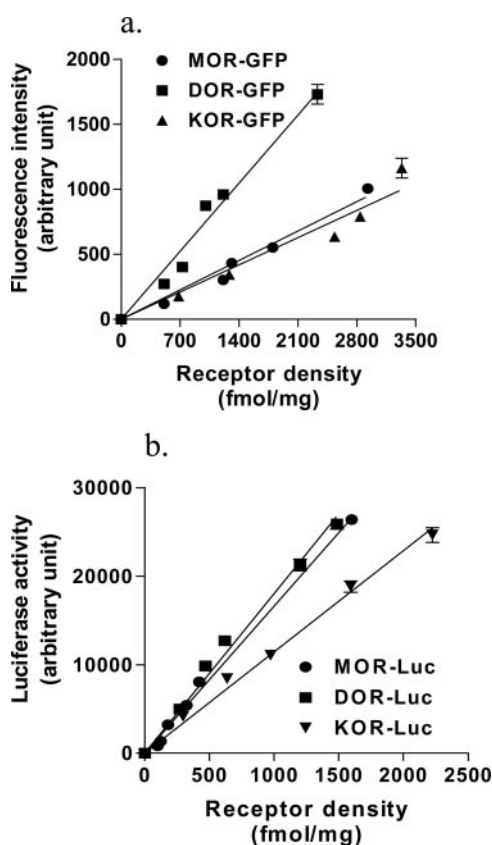 a.
Fluorescence intensity
(arbitrary unit)
2000
1500
1000
500
0
MOR-GFP
DOR-GFP
KOR-GFP
0 700 1400 2100 2800 3500
Receptor density
(fmol/mg)
b.
Luciferase activity
(arbitrary unit)
30000
20000
10000
0
MOR-Luc
DOR-Luc
KOR-Luc
0 500 1000 1500 2000 2500
Receptor density
(fmol/mg)